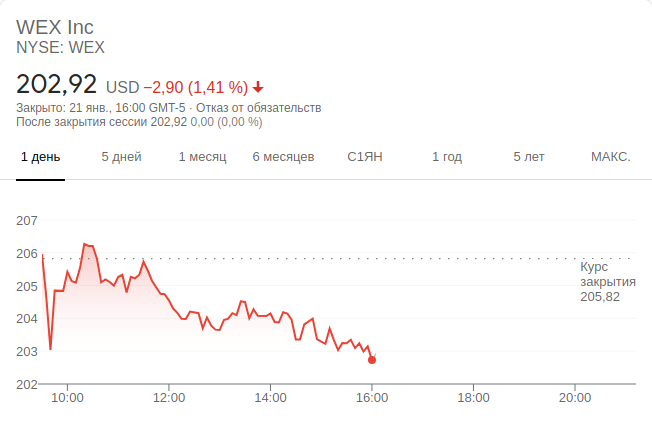 WEX Inc
NYSE: WEX
202,92 USD −2,90 (1,41 %)
Закрыто: 21 янв., 16:00 GMT-5 · Отказ от обязательств
После закрытия сессии 202,92 0,00 (0,00 %)
1 день 5 дней 1 месяц 6 месяцев С1ЯН 1 год 5 лет МАКС.
207
206
Курс
закрытия
205,82
205
204
203
202
10:00 12:00 14:00 16:00 18:00 20:00